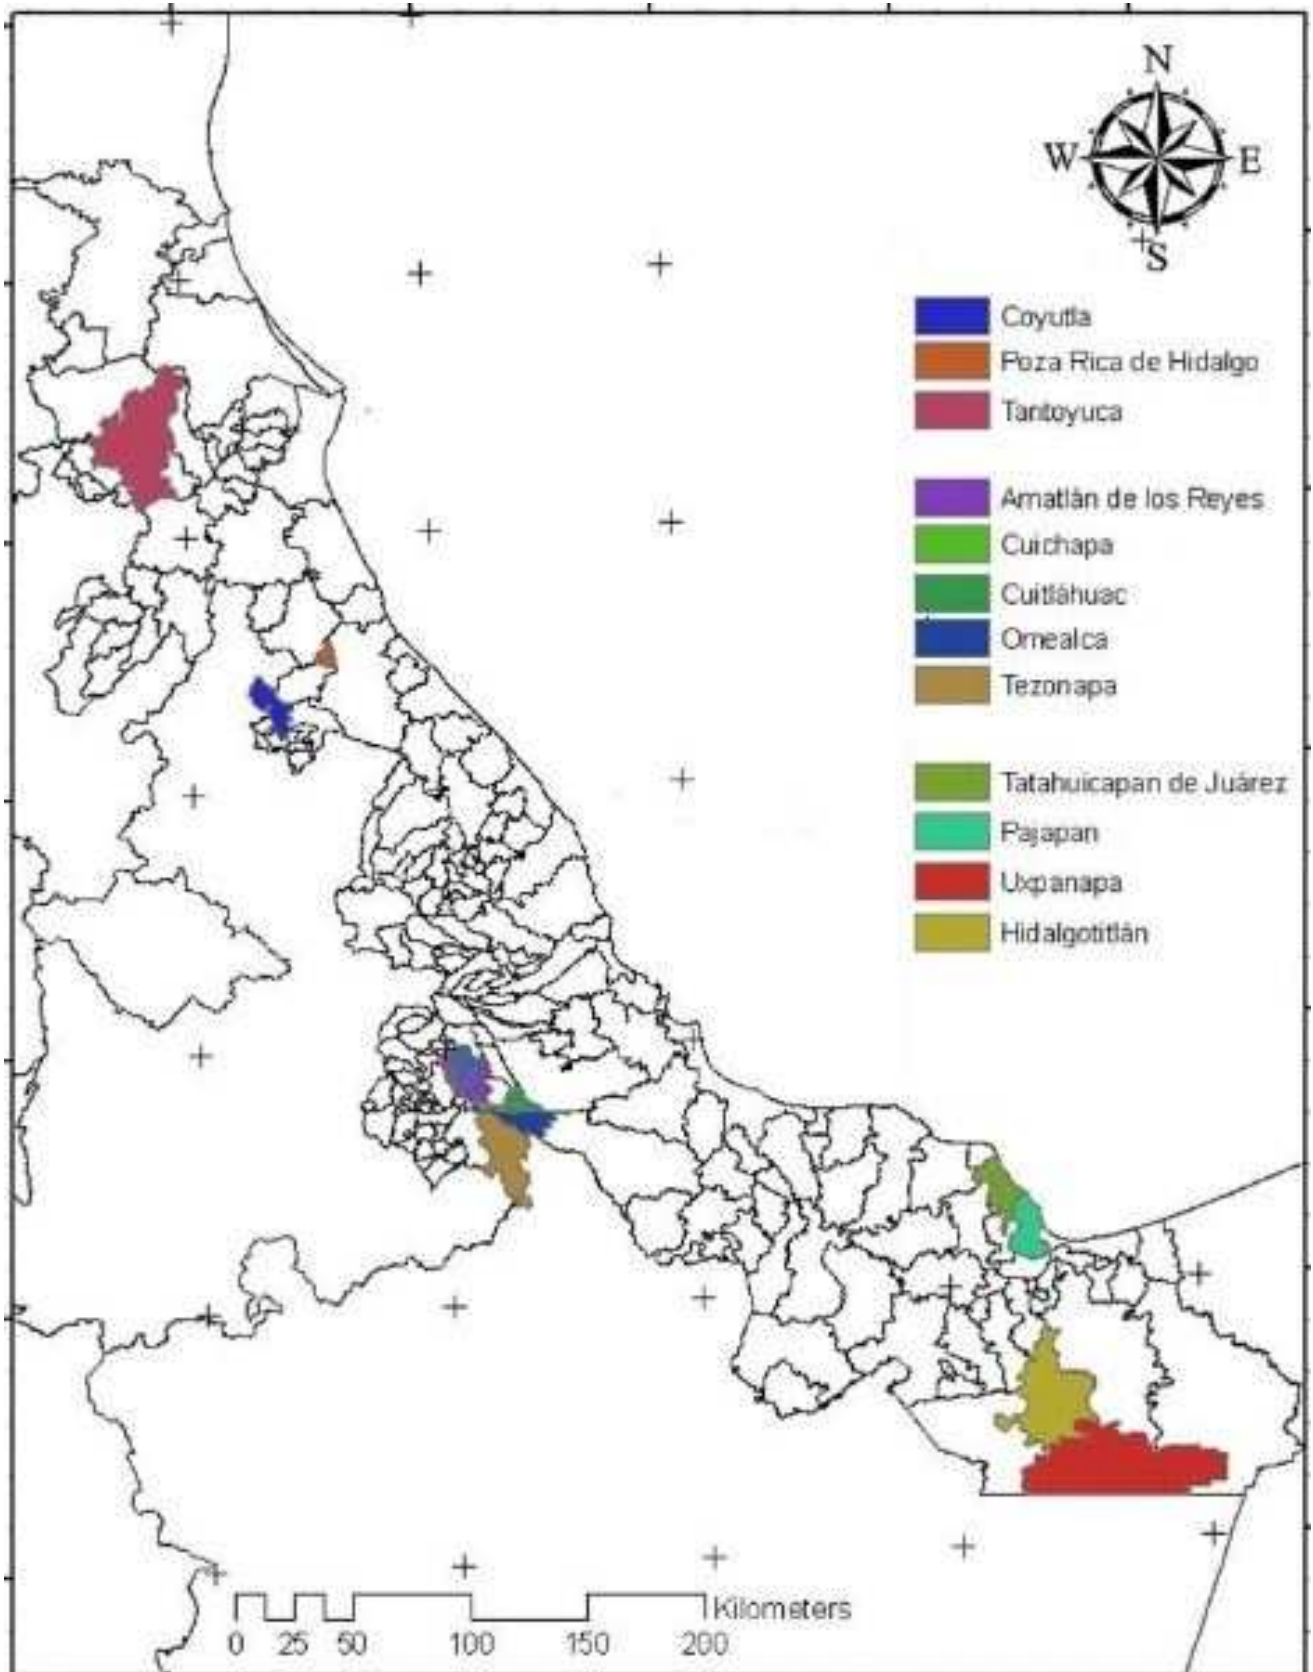 N
W E
S
Coyutla
Poza Rica de Hidalgo
Tantoyuca
Amatlán de los Reyes
Cuichapa
Cuitláhuac
Omealca
Tezonapa
Tatahuicapan de Juárez
Pajapan
Uxpanapa
Hidalgotitlán
Kilometers
0 25 50 100 150 200